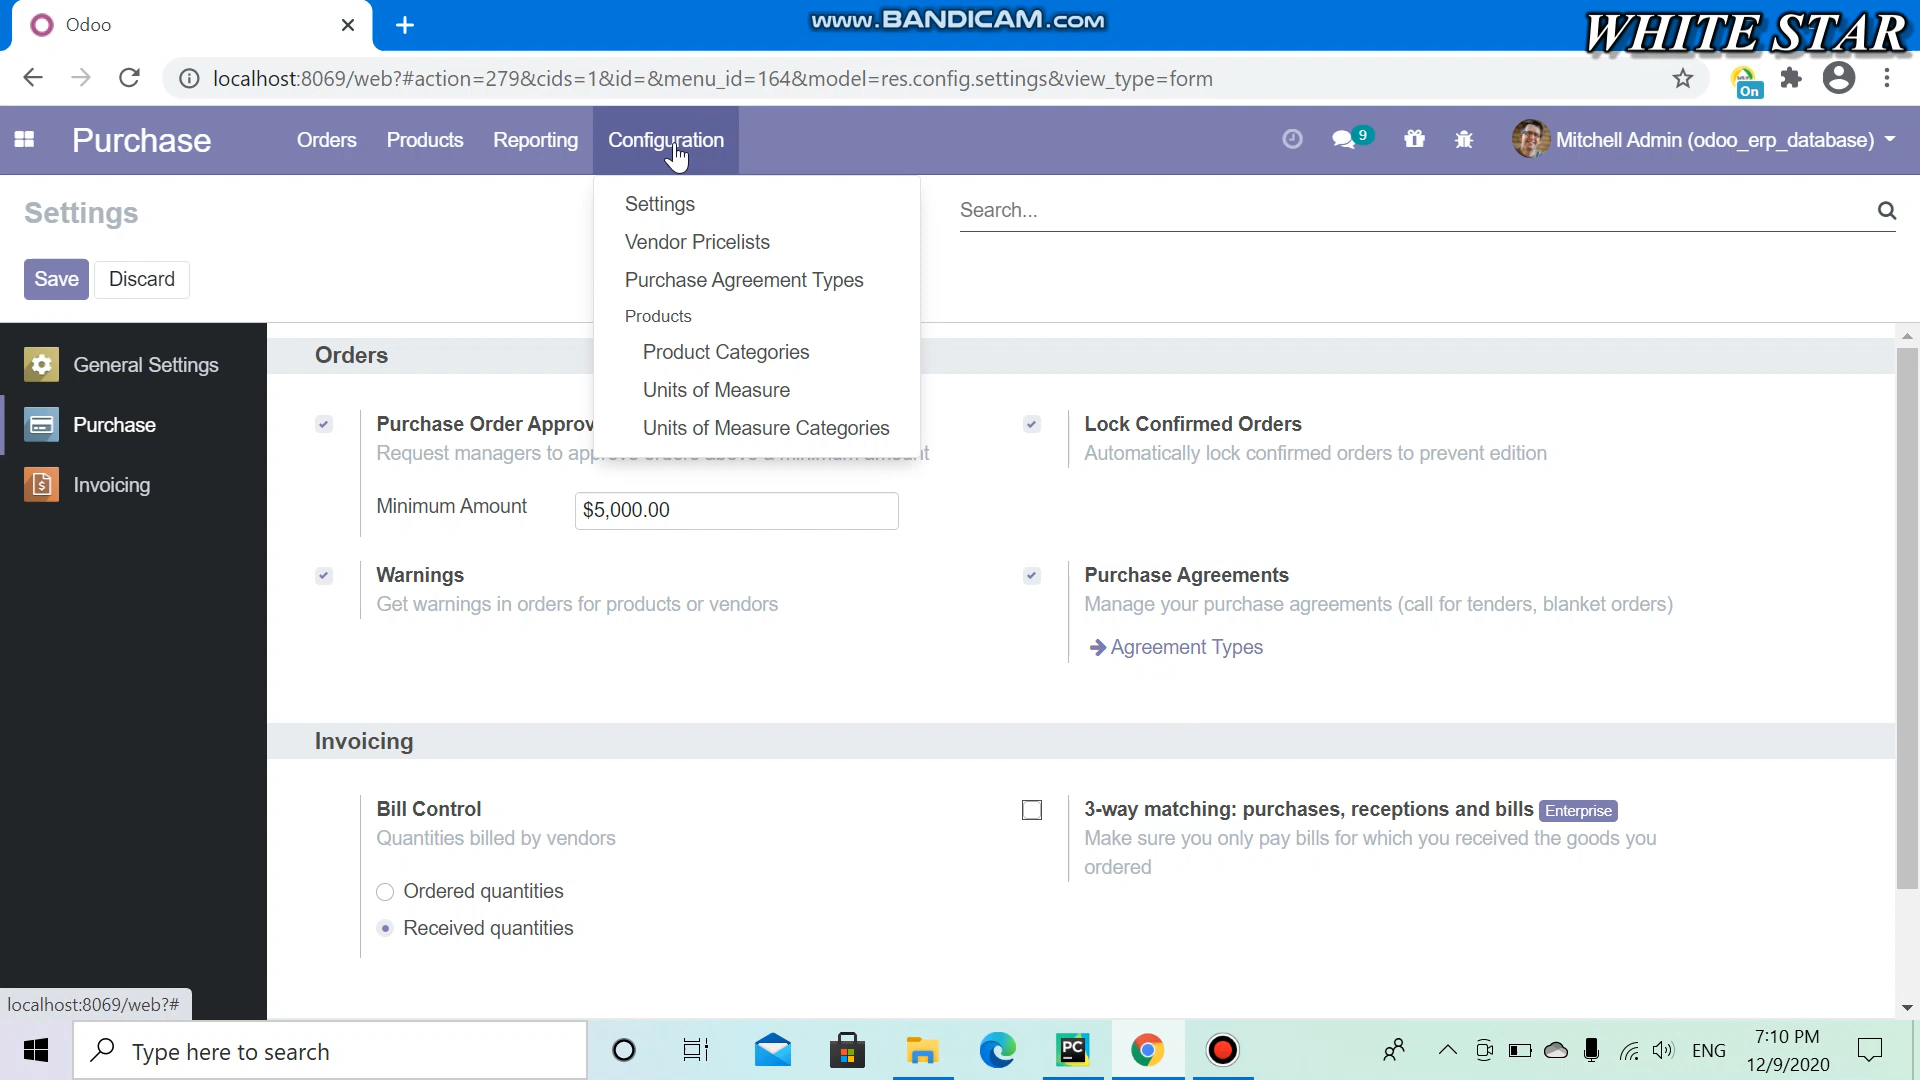 Odoo
www.BANDICAM.com
WHITE STAR
localhost:8069/web?#action=279&cids=1&id=&menu_id=164&model=res.config.settings&view_type=form
On
Purchase
Orders
Products
Reporting
Configuration
9
Mitchell Admin (odoo_erp_database)
Settings
Search...
Save
Discard
Settings
Vendor Pricelists
Purchase Agreement Types
Products
Product Categories
Units of Measure
Units of Measure Categories
General Settings
Purchase
Invoicing
Orders
Purchase Order Approv
Request managers to approve orders above a minimum amount
Minimum Amount
$5,000.00
Lock Confirmed Orders
Automatically lock confirmed orders to prevent edition
Warnings
Get warnings in orders for products or vendors
Purchase Agreements
Manage your purchase agreements (call for tenders, blanket orders)
Agreement Types
Invoicing
Bill Control
Quantities billed by vendors
Ordered quantities
Received quantities
3-way matching: purchases, receptions and bills Enterprise
Make sure you only pay bills for which you received the goods you
ordered
localhost:8069/web?#
Type here to search
PC
ENG
7:10 PM
12/9/2020